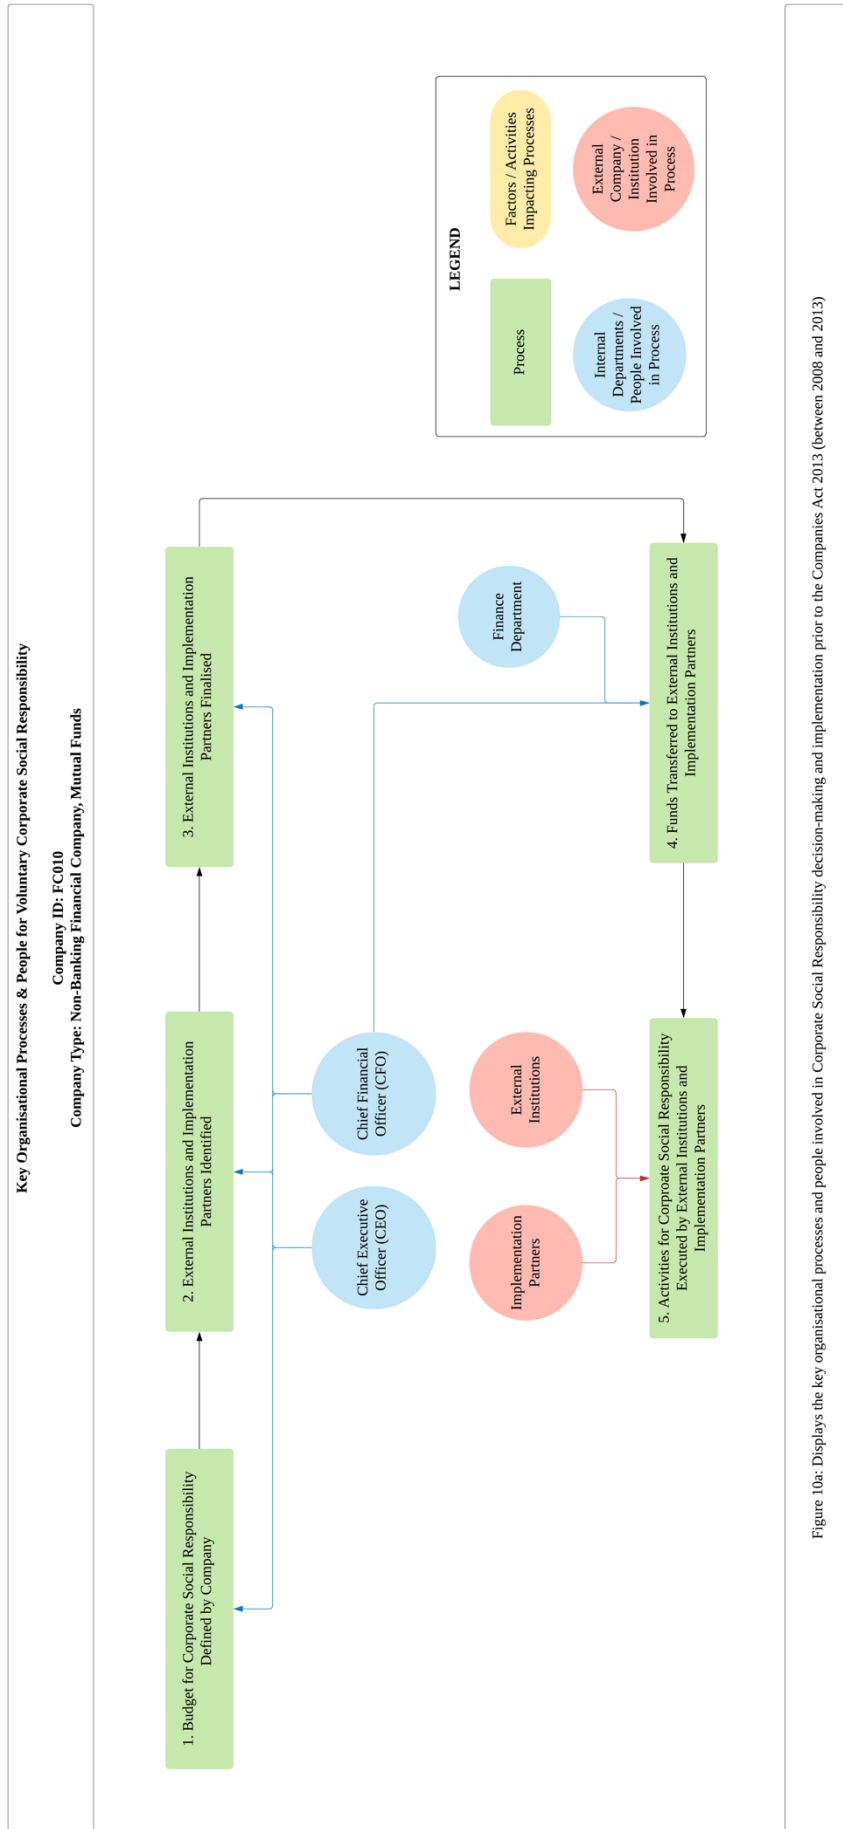 Key Organisational Processes & People for Voluntary Corporate Social Responsibility
Company ID: FC010
Company Type: Non-Banking Financial Company, Mutual Funds
1. Budget for Corporate Social Responsibility
Defined by Company
2. External Institutions and Implementation
Partners Identified
3. External Institutions and Implementation
Partners Finalised
Chief Executive
Officer (CEO)
Chief Financial
Officer (CFO)
Finance
Department
Implementation
Partners
External
Institutions
5. Activities for Corproate Social Responsibility
Executed by External Institutions and
Implementation Partners
4. Funds Transferred to External Institutions and
Implementation Partners
LEGEND
Process
Factors / Activities
Impacting Processes
Internal
Departments /
People Involved
in Process
External
Company /
Institution
Involved in
Process
Figure 10a: Displays the key organisational processes and people involved in Corporate Social Responsibility decision-making and implementation prior to the Companies Act 2013 (between 2008 and 2013)